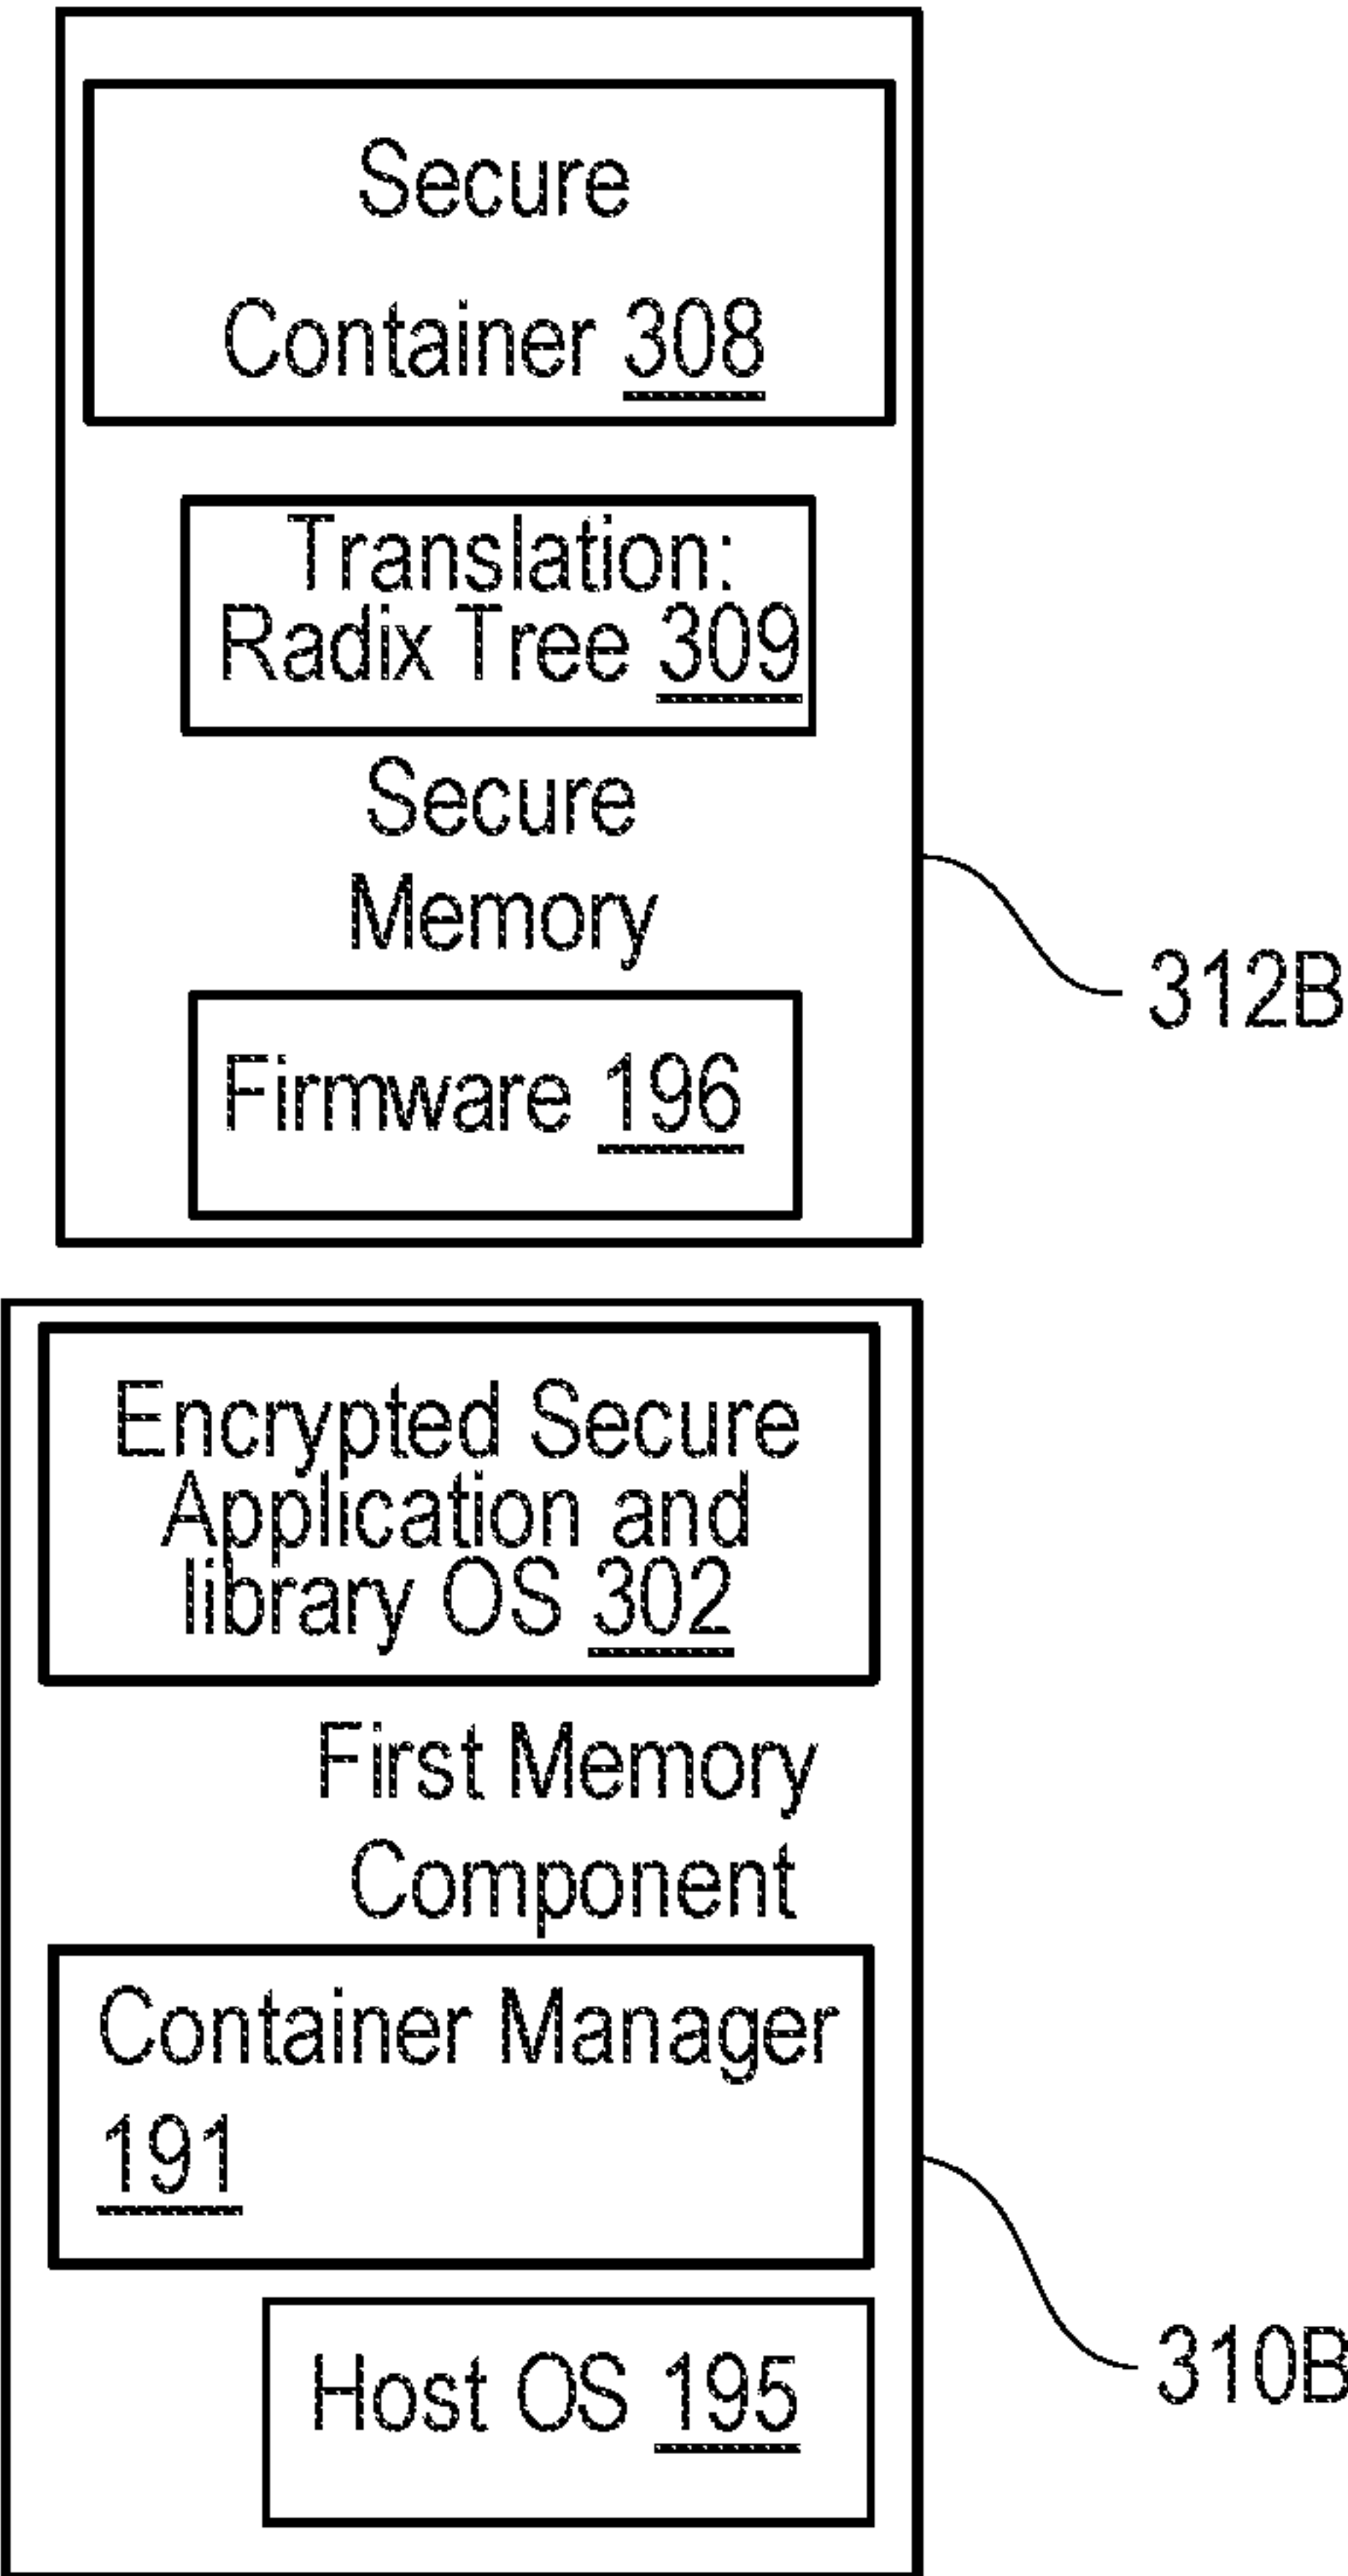 Secure
Container 308
Translation:
Radix Tree 309
Secure
Memory
312B
Firmware 196
Encrypted Secure
Application and
library OS 302
First Memory
Component
Container Manager
191
310B
Host OS 195